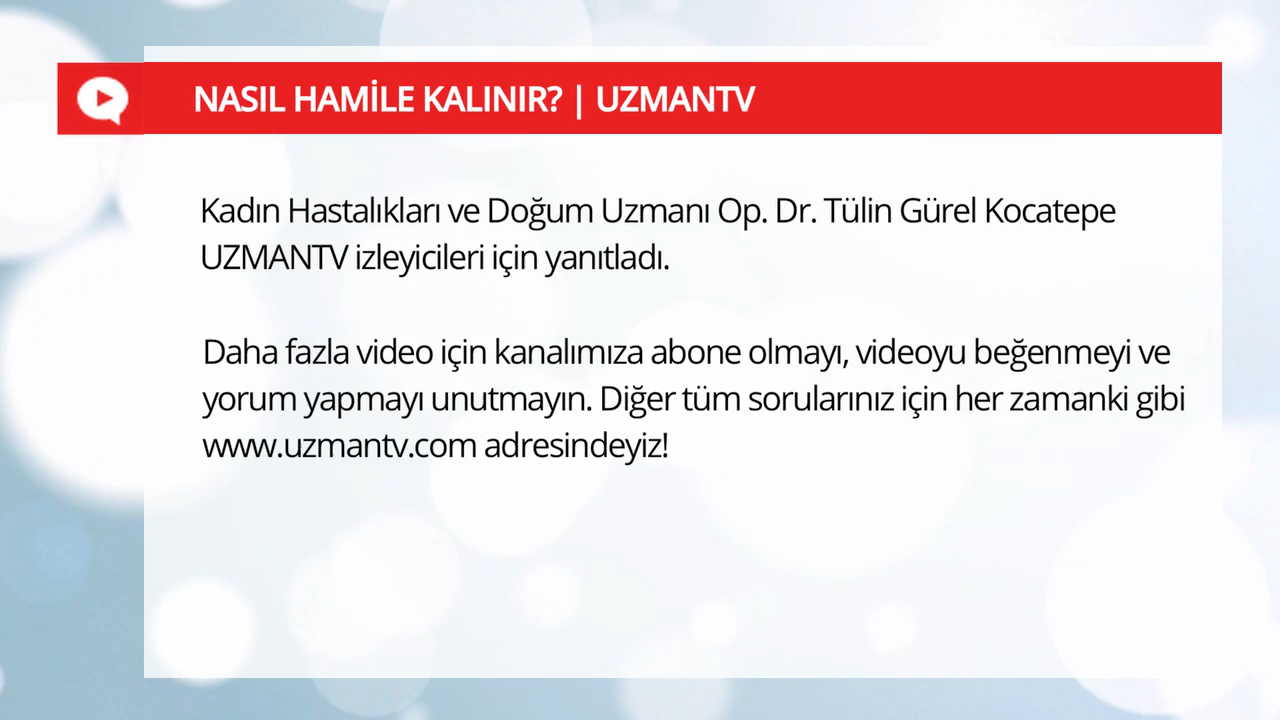 NASIL HAMİLE KALINIR? | UZMANTV
Kadın Hastalıkları ve Doğum Uzmanı Op. Dr. Tülin Gürel Kocatepe
UZMANTV izleyicileri için yanıtladı.
Daha fazla video için kanalımıza abone olmayı, videoyu beğenmeyi ve
yorum yapmayı unutmayın. Diğer tüm sorularınız için her zamanki gibi
www.uzmantv.com adresindeyiz!